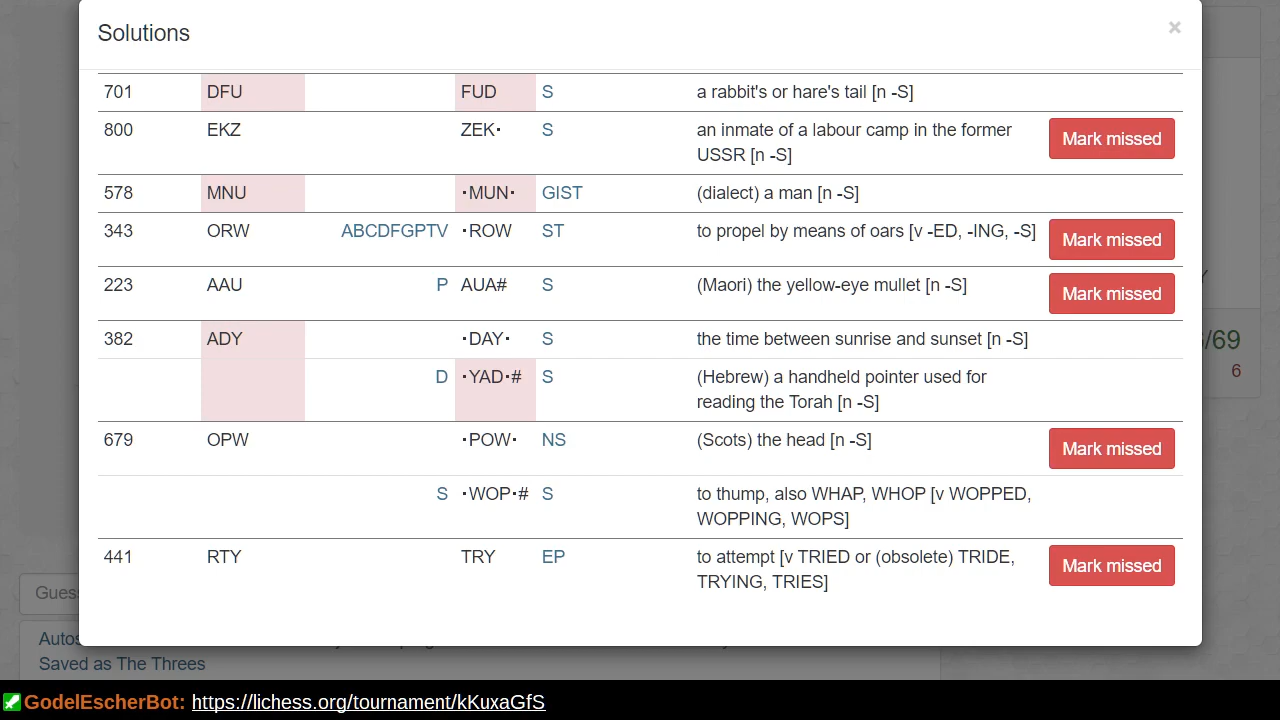 Solutions ×
701 DFU FUD S a rabbit's or hare's tail [n -S]
800 EKZ ZEK· S an inmate of a labour camp in the former Mark missed
USSR [n -S]
578 MNU ·MUN· GIST (dialect) a man [n -S]
343 ORW ABCDFGPTV ·ROW ST to propel by means of oars [v -ED, -ING, -S] Mark missed
223 AAU P AUA# S (Maori) the yellow-eye mullet [n -S] Mark missed
382 ADY ·DAY· S the time between sunrise and sunset [n -S]
/69
D ·YAD·# S (Hebrew) a handheld pointer used for
6
reading the Torah [n -S]
679 OPW ·POW· NS (Scots) the head [n -S] Mark missed
S ·WOP·# S to thump, also WHAP, WHOP [v WOPPED,
WOPPING, WOPS]
441 RTY TRY EP to attempt [v TRIED or (obsolete) TRIDE, Mark missed
TRYING, TRIES]
Saved as The Threes
GodelEscherBot: https://lichess.org/tournament/kKuxaGfS